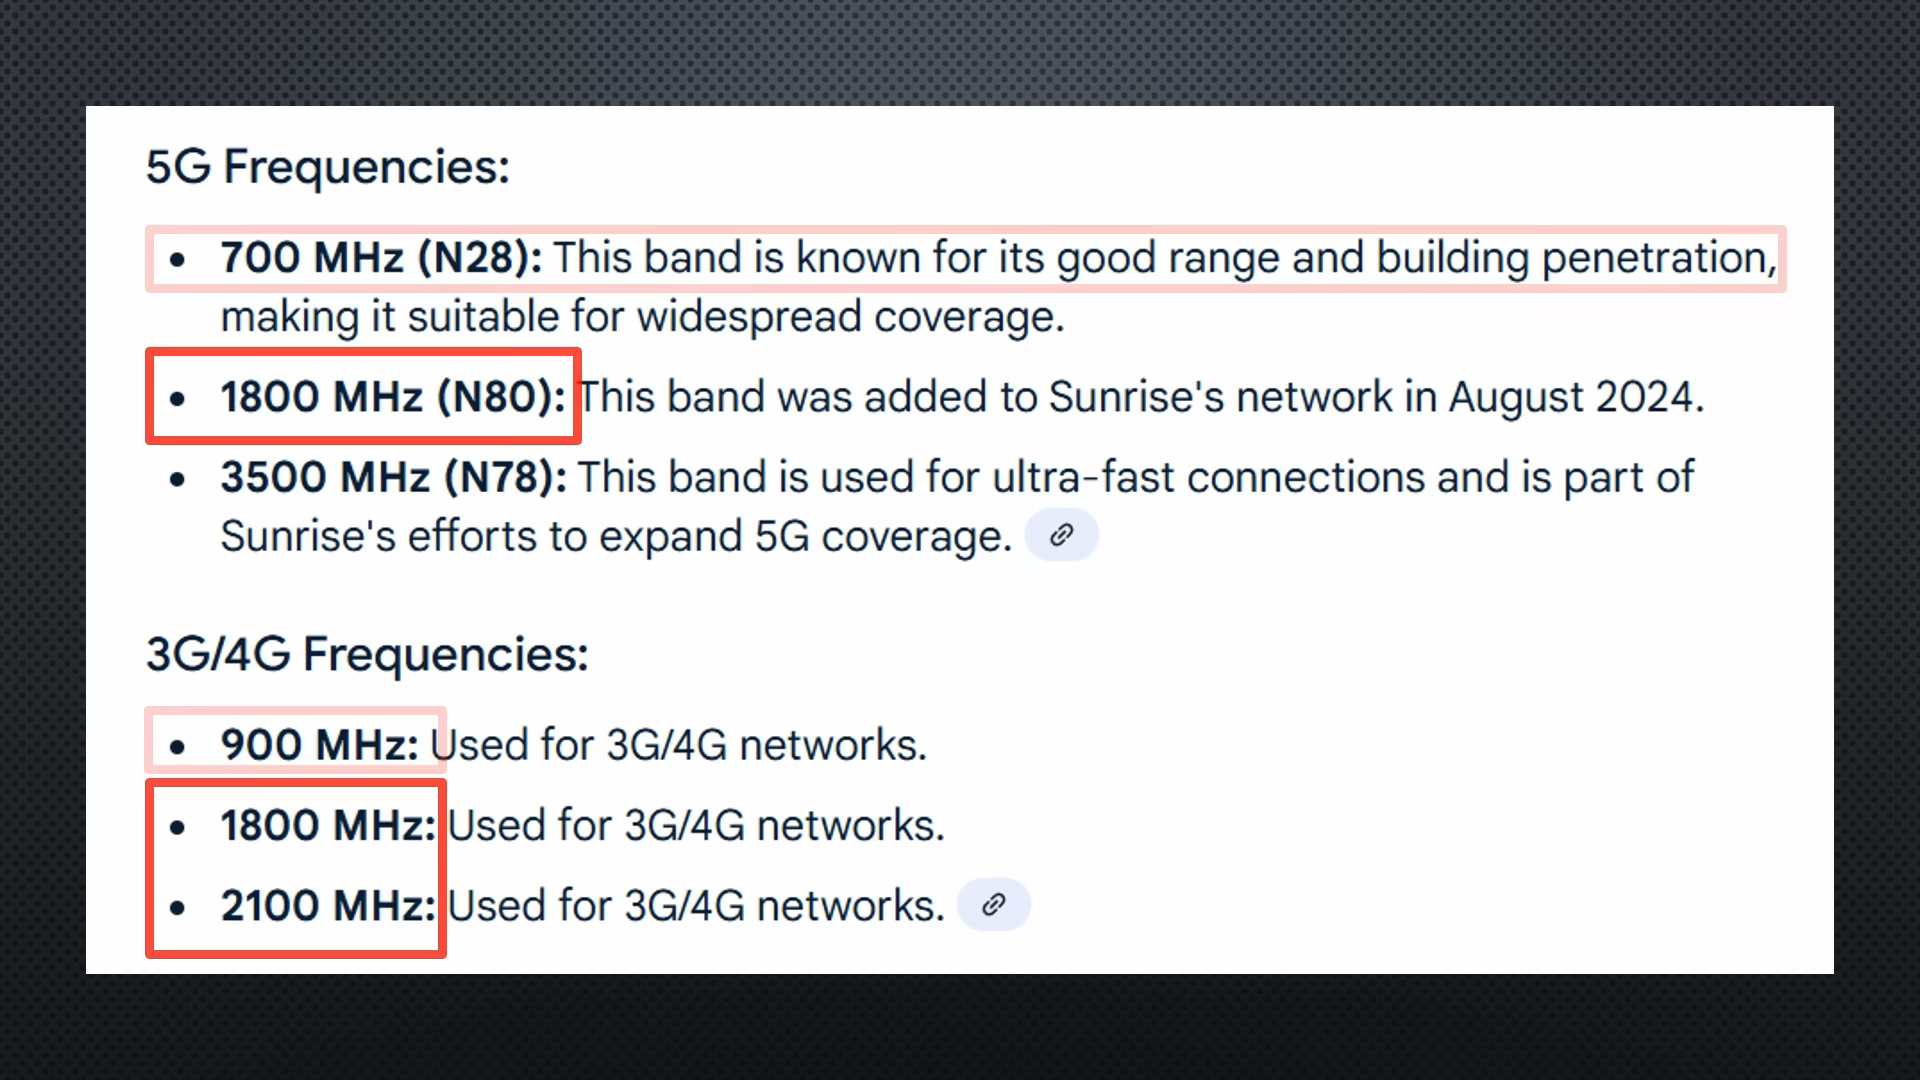 5G Frequencies:
• 700 MHz (N28): This band is known for its good range and building penetration,
making it suitable for widespread coverage.
• 1800 MHz (N80): This band was added to Sunrise's network in August 2024.
• 3500 MHz (N78): This band is used for ultra-fast connections and is part of
Sunrise's efforts to expand 5G coverage.
3G/4G Frequencies:
• 900 MHz: Used for 3G/4G networks.
• 1800 MHz: Used for 3G/4G networks.
• 2100 MHz: Used for 3G/4G networks.